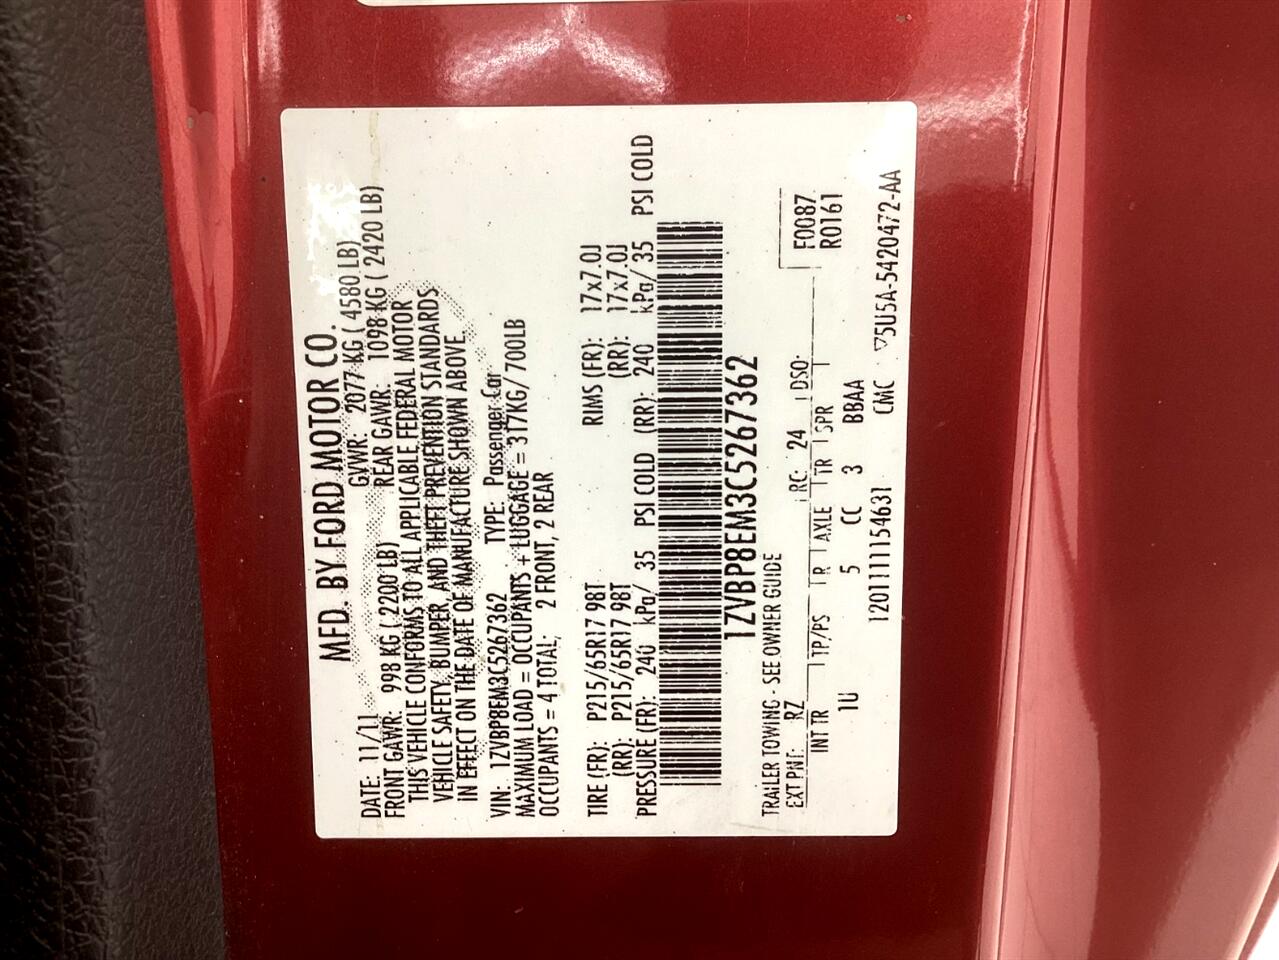 MFD. BY FORD MOTOR CO.
DATE: 11/11 GVWR: 2077 KG ( 4580 LB)
FRONT GAWR: 998 KG ( 2200 LB) REAR GAWR: 1098 KG ( 2420 LB)
THIS VEHICLE CONFORMS TO ALL APPLICABLE FEDERAL MOTOR
VEHICLE SAFETY, BUMPER, AND THEFT PREVENTION STANDARDS
IN EFFECT ON THE DATE OF MANUFACTURE SHOWN ABOVE.
VIN: 1ZVBP8EM3C5267362 TYPE: Passenger Car
MAXIMUM LOAD = OCCUPANTS + LUGGAGE = 317KG/ 700LB
OCCUPANTS = 4 TOTAL; 2 FRONT, 2 REAR
TIRE (FR): P215/65R17 98T RIMS (FR): 17x7.0J
(RR): P215/65R17 98T (RR): 17x7.0J
PRESSURE (FR): 240 kPa/ 35 PSI COLD (RR): 240 kPa/ 35 PSI COLD
1ZVBP8EM3C5267362
TRAILER TOWING - SEE OWNER GUIDE
EXT PNT: RZ RC: 24 DSO: F0087
INT TR TP/PS R AXLE TR SPR R0161
1U 5 CC 3 BBAA
1201111154631 CMC ▽5U5A-5420472-AA